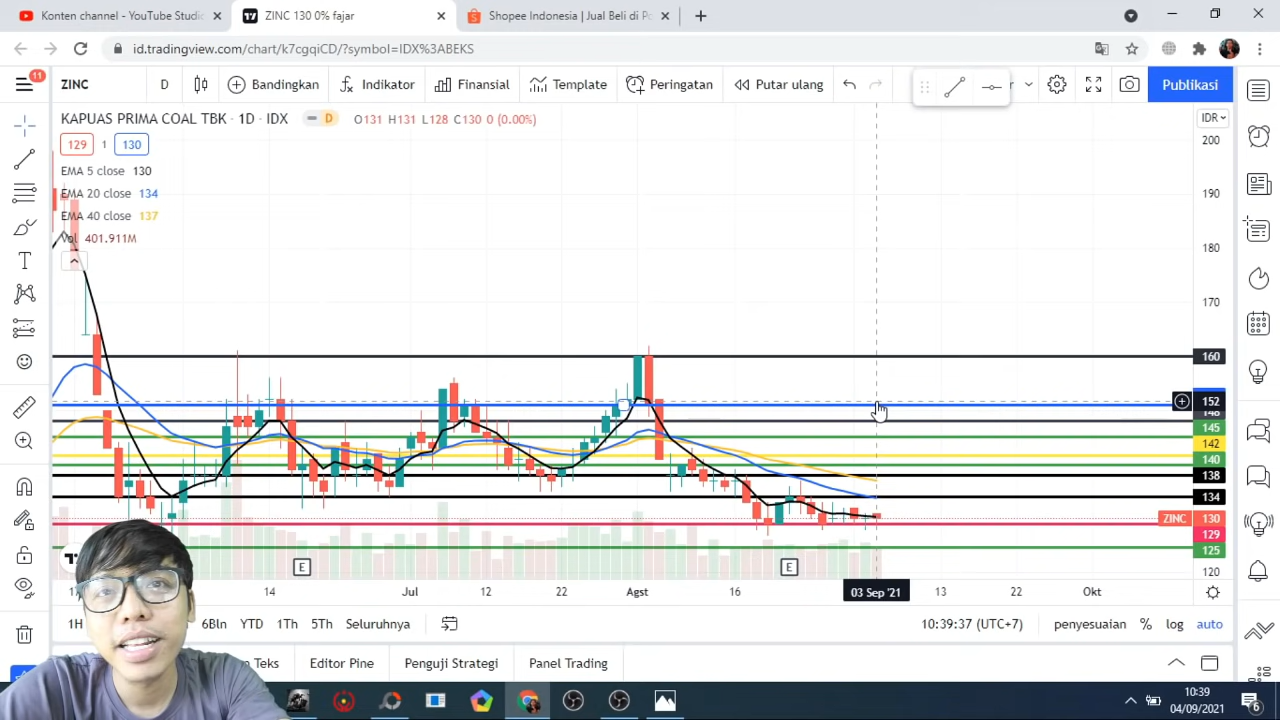 Konten channel - YouTube Studio
ZINC 130 0% fajar
Shopee Indonesia | Jual Beli di Po
id.tradingview.com/chart/k7cgqiCD/?symbol=IDX%3ABEKS
11
ZINC
D
Bandingkan
Indikator
Finansial
Template
Peringatan
Putar ulang
Publikasi
KAPUAS PRIMA COAL TBK · 1D · IDX
D
O131 H131 L128 C130 0 (0.00%)
IDR
129
1
130
EMA 5 close 130
EMA 20 close 134
EMA 40 close 137
Vol 401.911M
200
190
180
170
160
152
145
142
140
138
134
ZINC
130
129
125
120
E
E
14
Jul
12
22
Agst
16
03 Sep '21
13
22
Okt
1H
6Bln
YTD
1Th
5Th
Seluruhnya
10:39:37 (UTC+7)
penyesuaian
%
log
auto
Teks
Editor Pine
Penguji Strategi
Panel Trading
10:39
04/09/2021
6